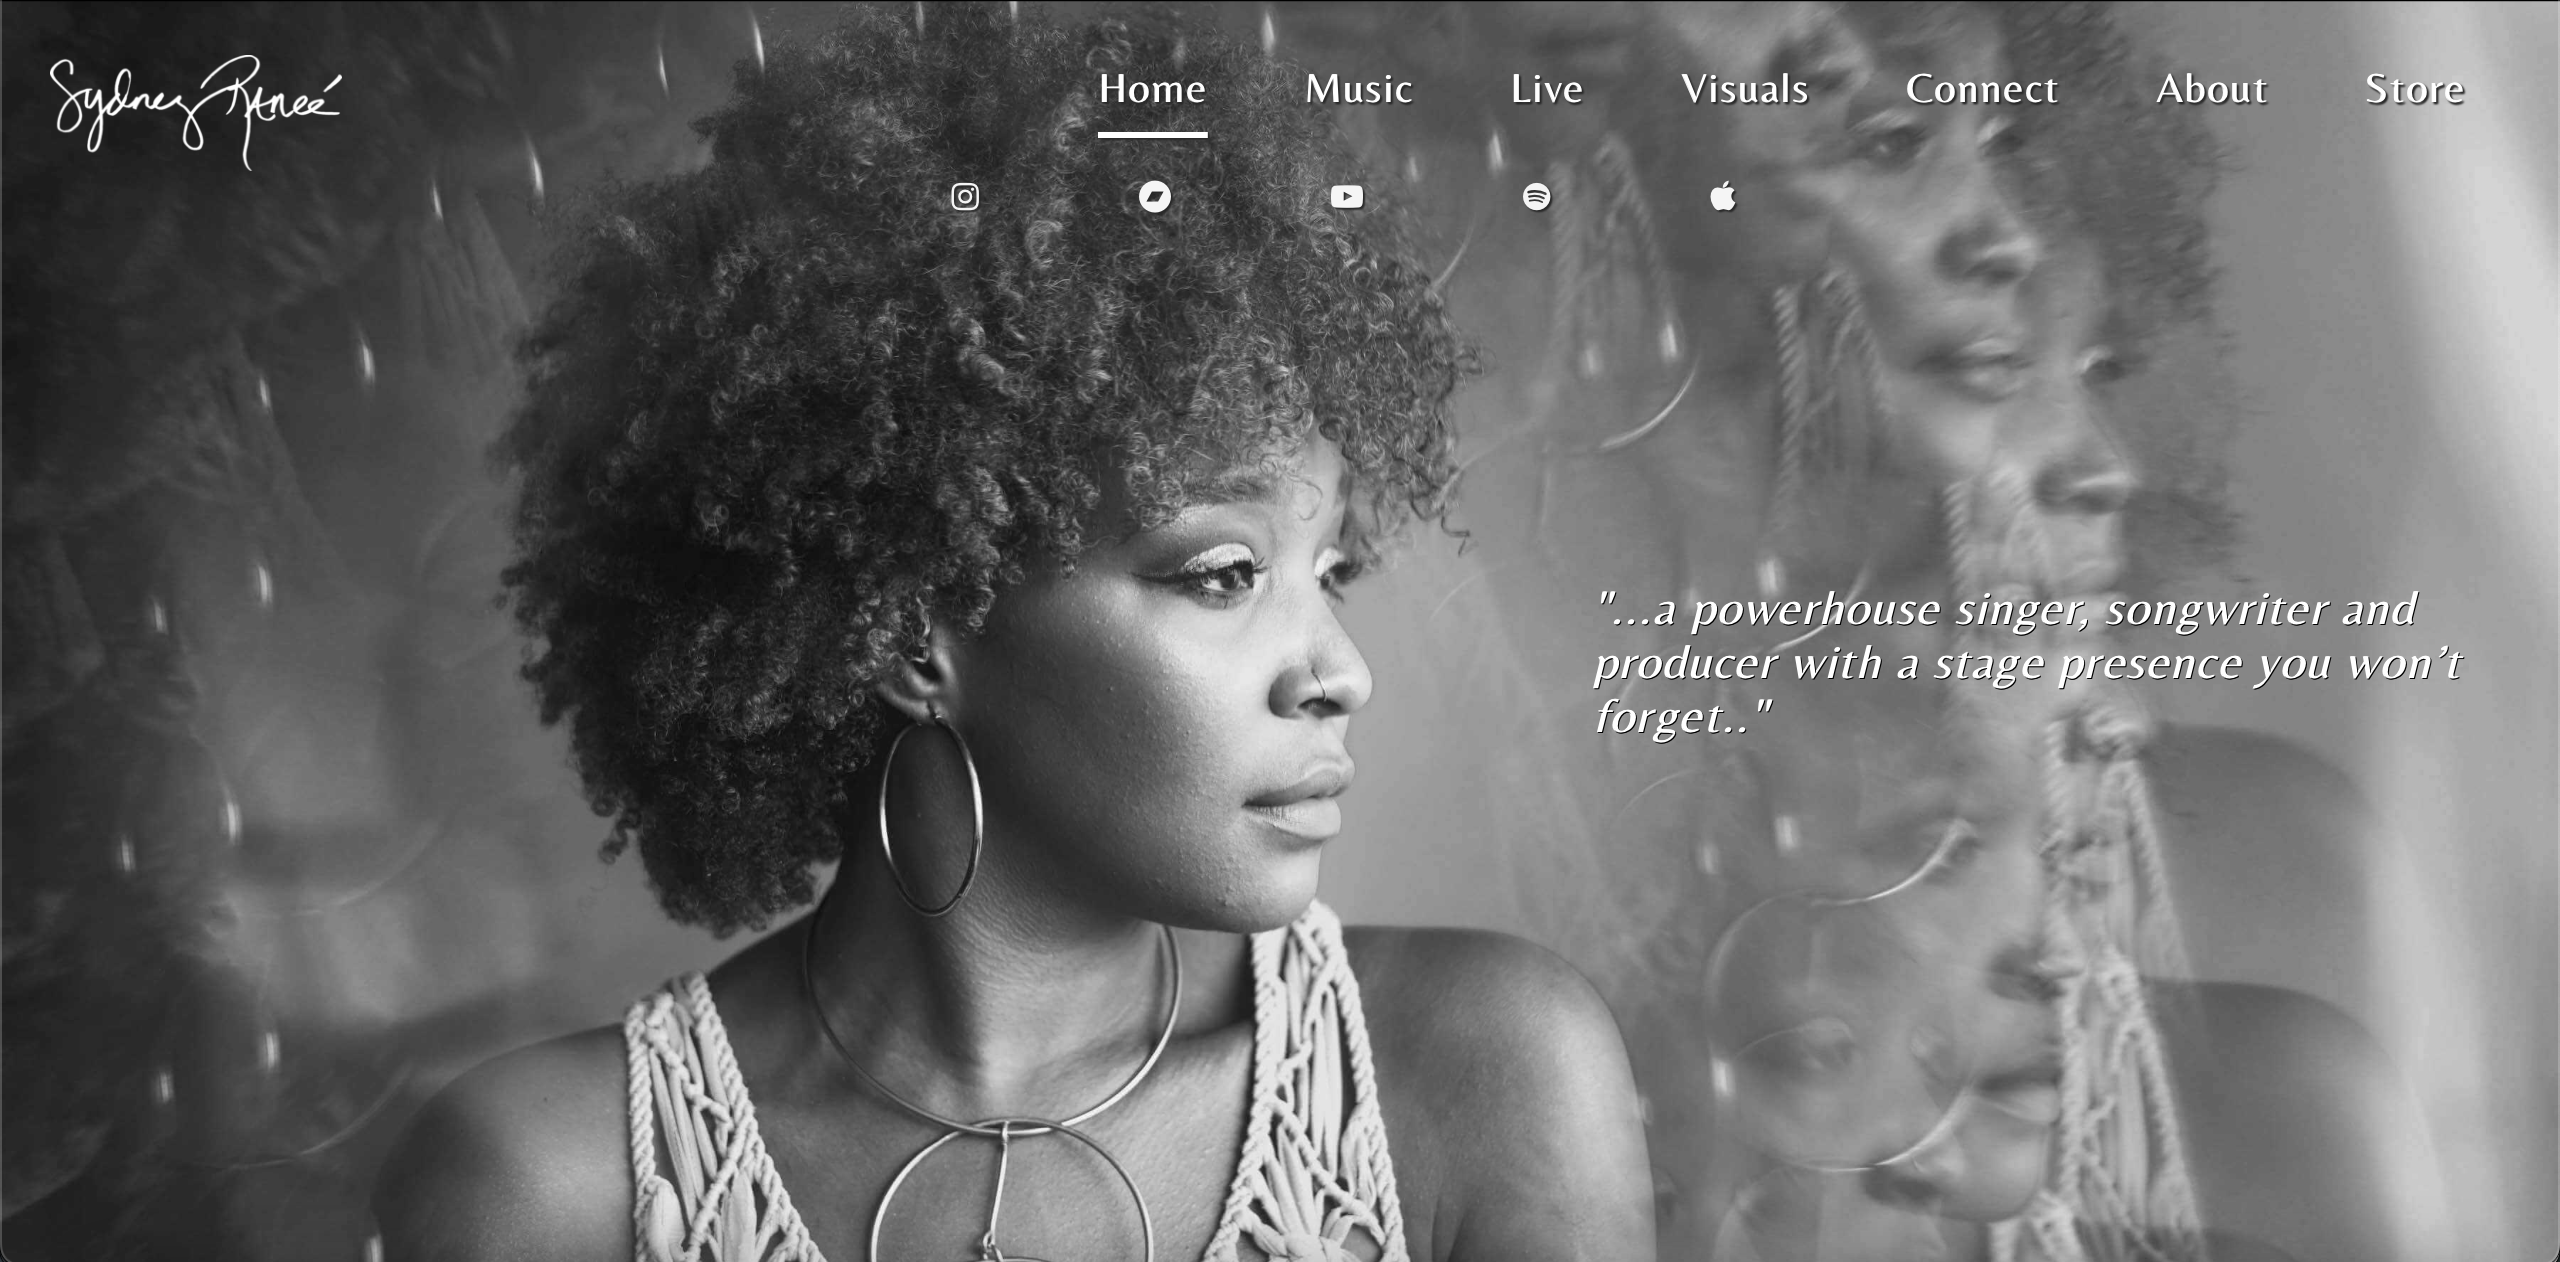 Sydney Raneé
Home Music Live Visuals Connect About Store
"...a powerhouse singer, songwriter and
producer with a stage presence you won’t
forget.."